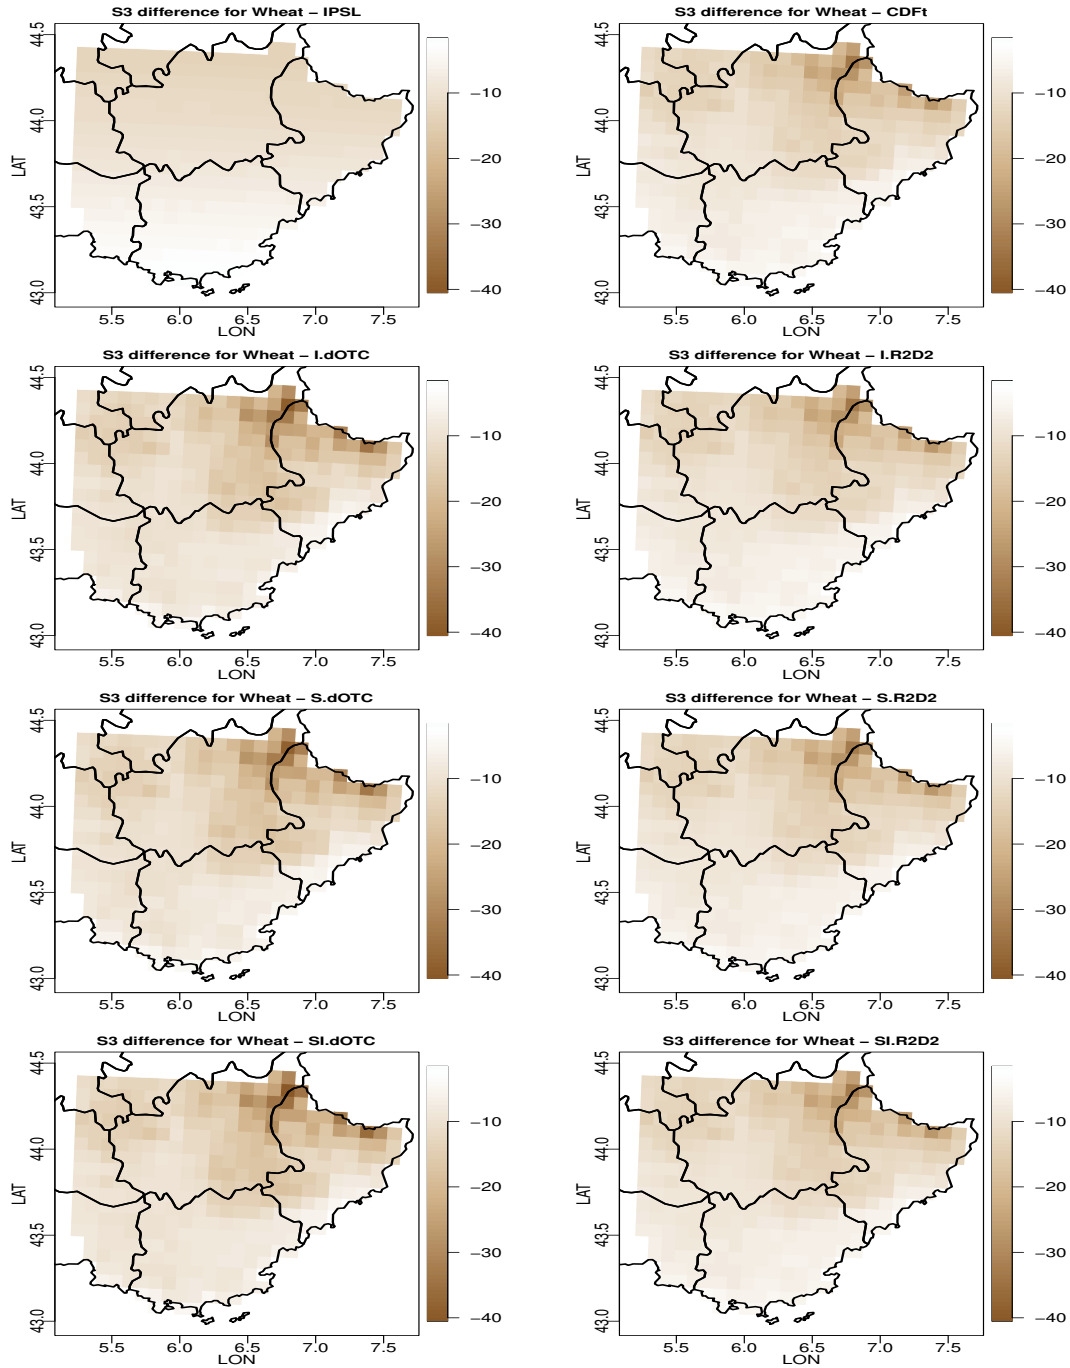 S3 difference for Wheat − IPSL
44.5
44.0
43.5
43.0
LAT
5.5 6.0 6.5 7.0 7.5
LON
−10
−20
−30
−40
S3 difference for Wheat − CDFt
44.5
44.0
43.5
43.0
LAT
5.5 6.0 6.5 7.0 7.5
LON
−10
−20
−30
−40
S3 difference for Wheat − I.dOTC
44.5
44.0
43.5
43.0
LAT
5.5 6.0 6.5 7.0 7.5
LON
−10
−20
−30
−40
S3 difference for Wheat − I.R2D2
44.5
44.0
43.5
43.0
LAT
5.5 6.0 6.5 7.0 7.5
LON
−10
−20
−30
−40
S3 difference for Wheat − S.dOTC
44.5
44.0
43.5
43.0
LAT
5.5 6.0 6.5 7.0 7.5
LON
−10
−20
−30
−40
S3 difference for Wheat − S.R2D2
44.5
44.0
43.5
43.0
LAT
5.5 6.0 6.5 7.0 7.5
LON
−10
−20
−30
−40
S3 difference for Wheat − SI.dOTC
44.5
44.0
43.5
43.0
LAT
5.5 6.0 6.5 7.0 7.5
LON
−10
−20
−30
−40
S3 difference for Wheat − SI.R2D2
44.5
44.0
43.5
43.0
LAT
5.5 6.0 6.5 7.0 7.5
LON
−10
−20
−30
−40